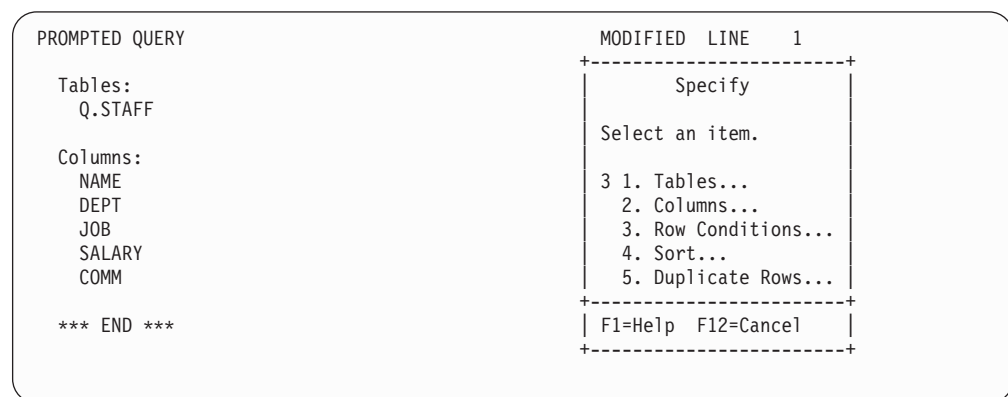 PROMPTED QUERY                                        MODIFIED  LINE    1
                                                    +-------------------------+
  Tables:                                           |         Specify         |
    Q.STAFF                                         |                         |
                                                    | Select an item.         |
  Columns:                                          |                         |
    NAME                                            | 3 1. Tables...          |
    DEPT                                            |   2. Columns...         |
    JOB                                             |   3. Row Conditions...  |
    SALARY                                          |   4. Sort...            |
    COMM                                            |   5. Duplicate Rows...  |
                                                    +-------------------------+
  *** END ***                                       | F1=Help  F12=Cancel     |
                                                    +-------------------------+